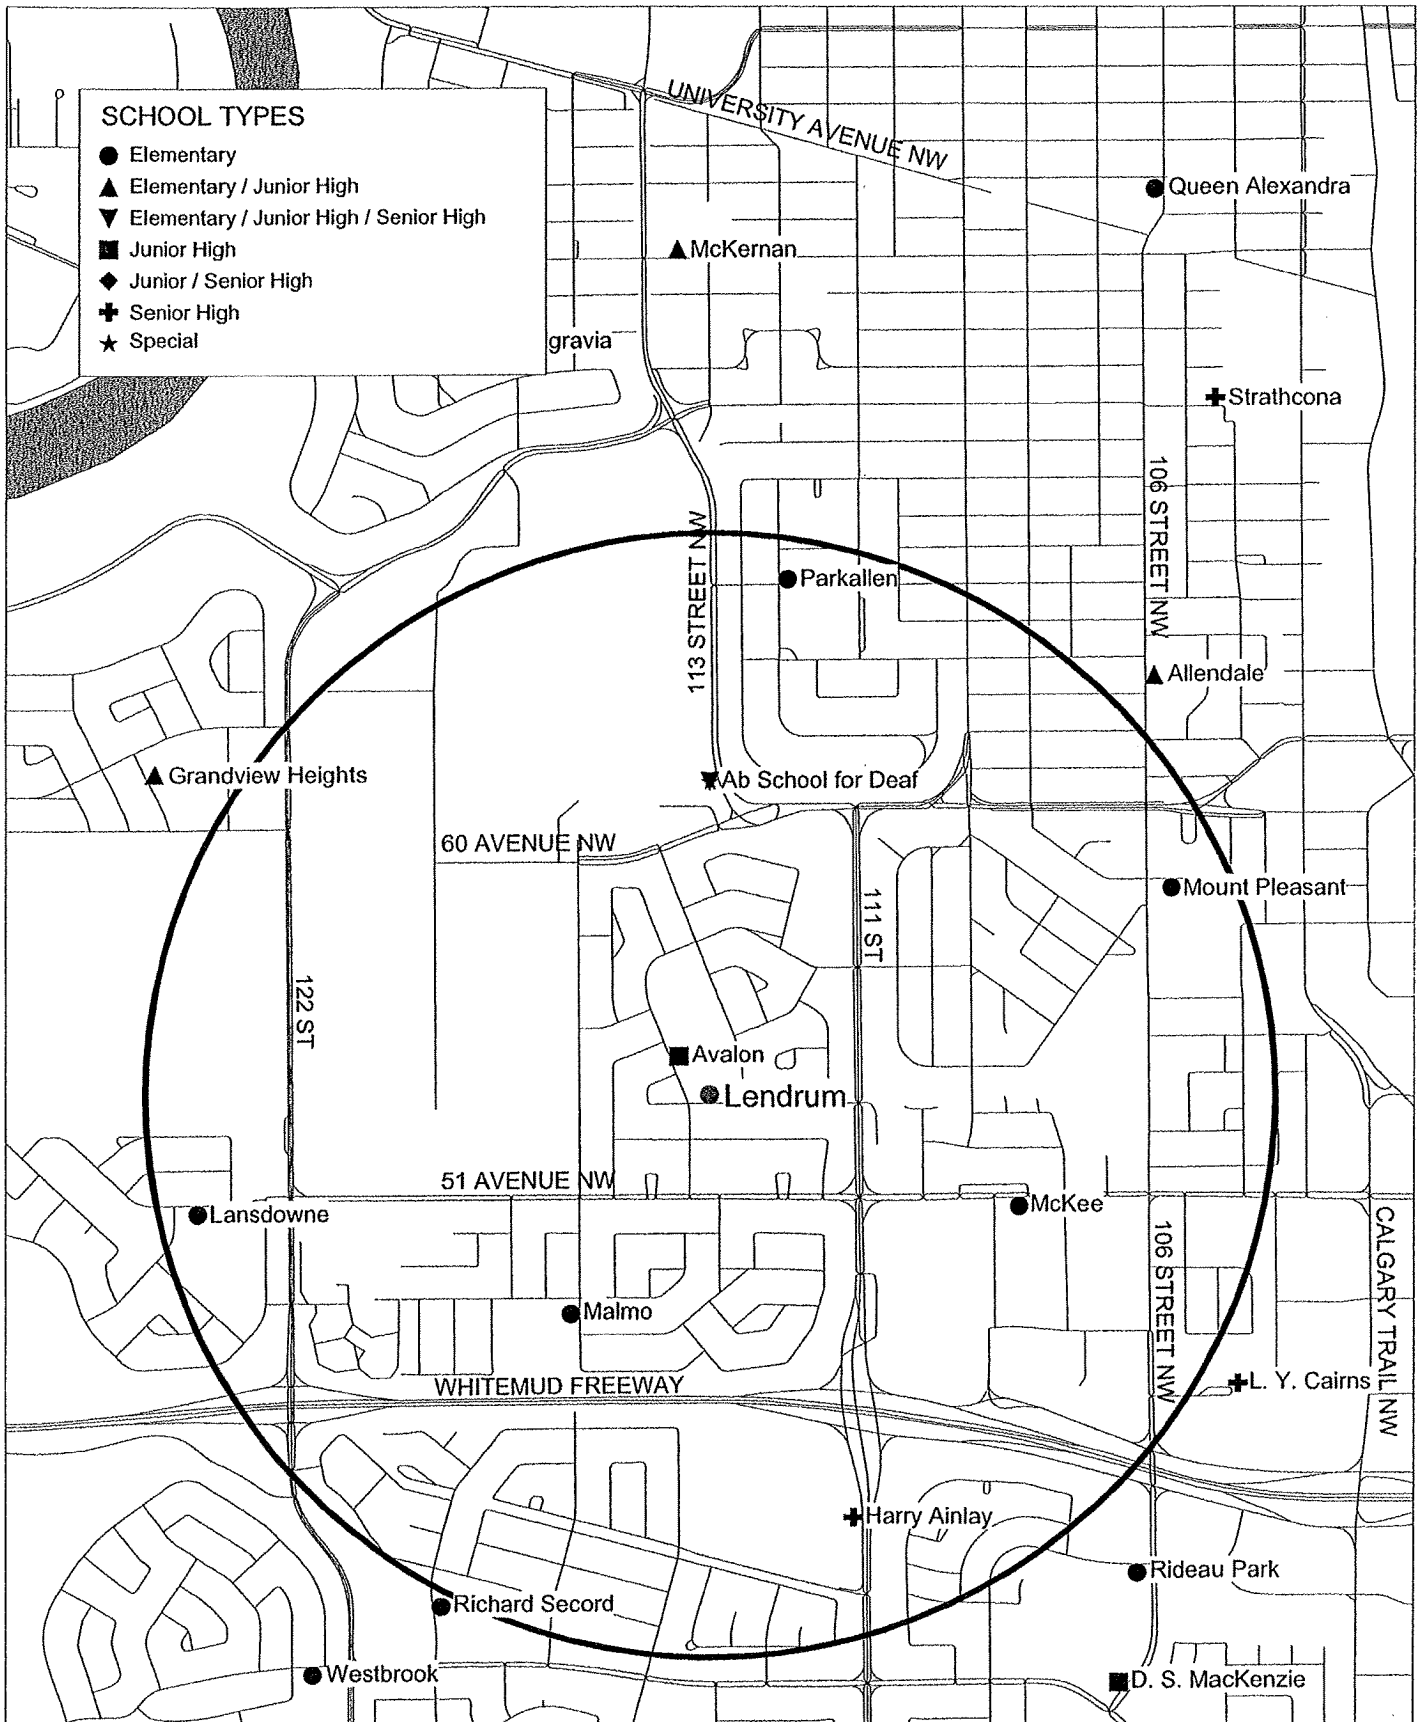 UNIVERSITY AVENUE NW
SCHOOL TYPES
Elementary
Elementary / Junior High
Elementary / Junior High / Senior High
Junior High
Junior / Senior High
Senior High
Special
Queen Alexandra
McKernan
gravia
Strathcona
106 STREET NW
113 STREET NW
Parkallen
Allendale
Grandview Heights
Ab School for Deaf
60 AVENUE NW
Mount Pleasant
111 ST
122 ST
Avalon
Lendrum
51 AVENUE NW
Lansdowne
McKee
106 STREET NW
CALGARY TRAIL NW
Malmo
WHITEMUD FREEWAY
L. Y. Cairns
Harry Ainlay
Rideau Park
Richard Secord
Westbrook
D. S. MacKenzie